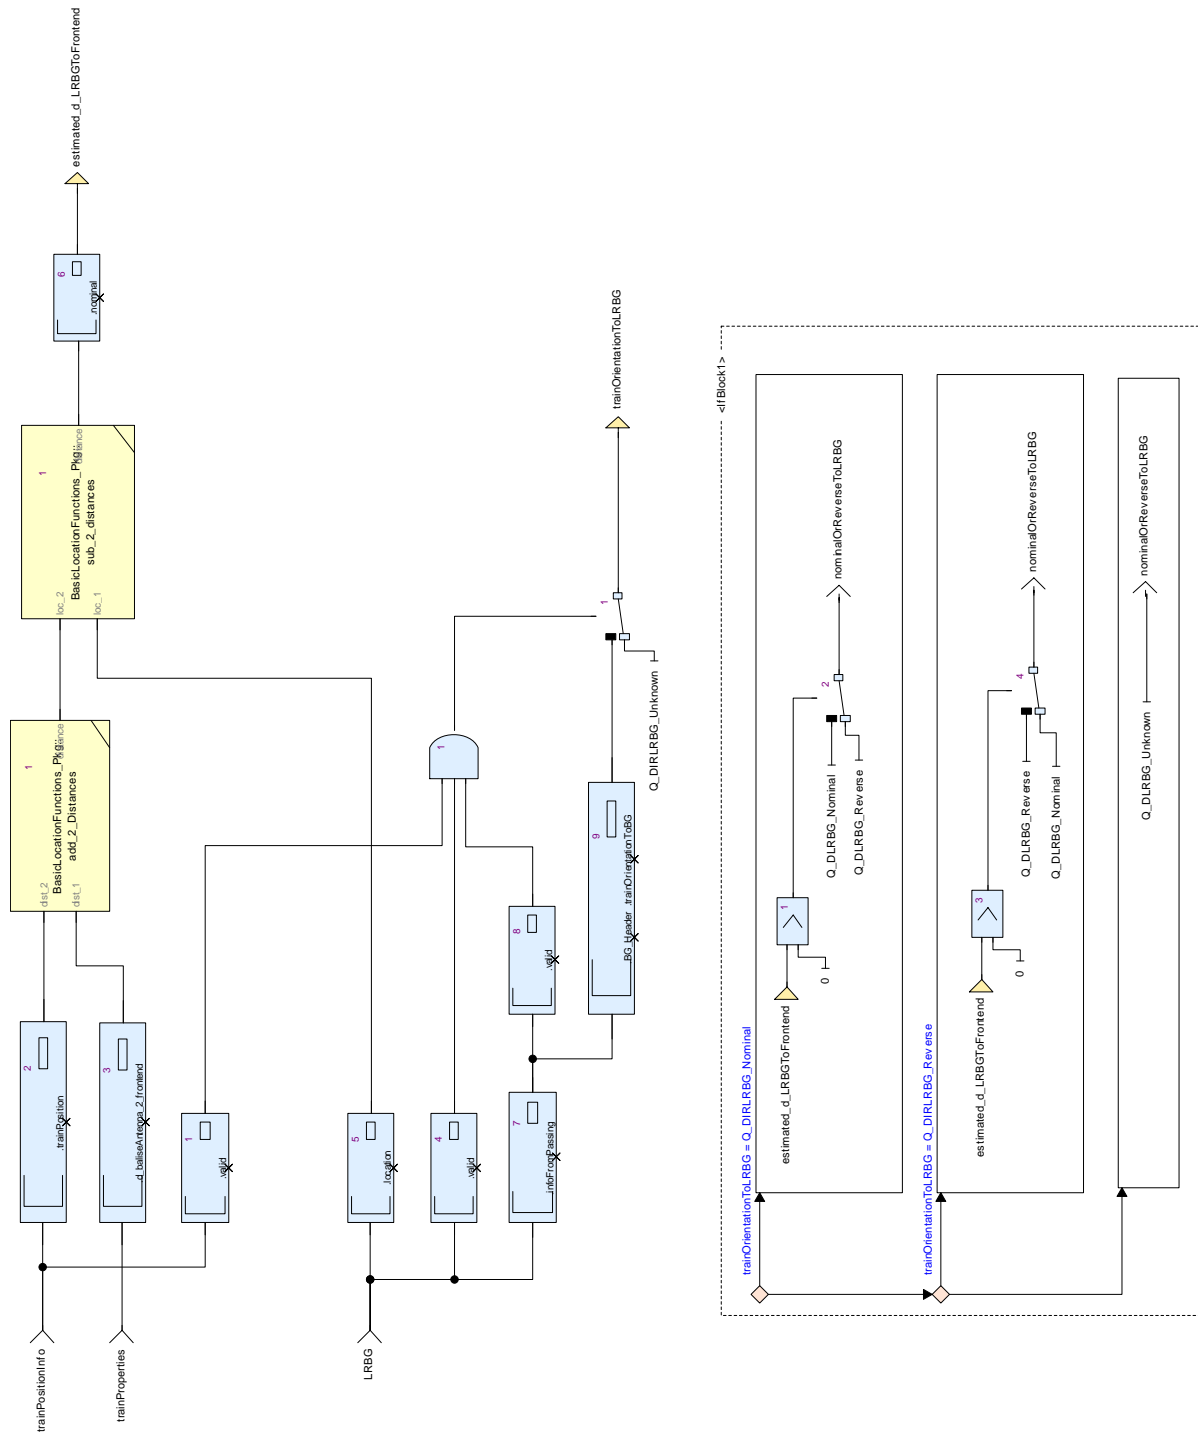 trainPositionInfo
2
.trainPosition
dist_2
1
BasicLocationFunctions_Pkg::
add_2_Distances
distance
dist_1
loc_2
1
BasicLocationFunctions_Pkg::
sub_2_distances
distance
loc_1
6
.nominal
estimated_d_LRBGToFrontend
trainProperties
3
.d_baliseAntenna_2_frontend
1
.valid
LRBG
5
.location
4
.valid
1
7
.infoFromPassing
8
.valid
9
.BG_Header .trainOrientationToBG
1
trainOrientationToLRBG
Q_DIRLRBG_Unknown
<IfBlock1>
trainOrientationToLRBG = Q_DIRLRBG_Nominal
estimated_d_LRBGToFrontend
1
0
2
Q_DLRBG_Nominal
Q_DLRBG_Reverse
nominalOrReverseToLRBG
trainOrientationToLRBG = Q_DIRLRBG_Reverse
estimated_d_LRBGToFrontend
3
0
4
Q_DLRBG_Reverse
Q_DLRBG_Nominal
nominalOrReverseToLRBG
Q_DLRBG_Unknown
nominalOrReverseToLRBG